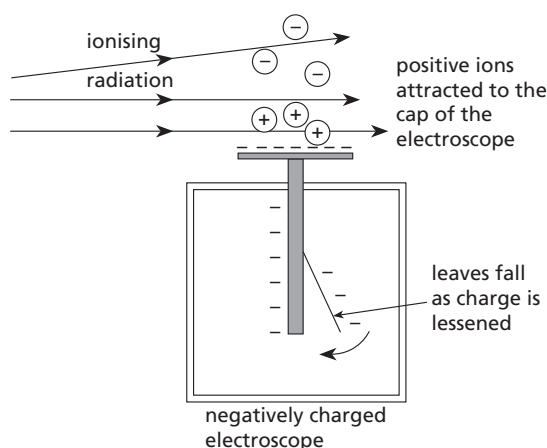 ionising
radiation
positive ions
attracted to the
cap of the
electroscope
leaves fall
as charge is
lessened
negatively charged
electroscope